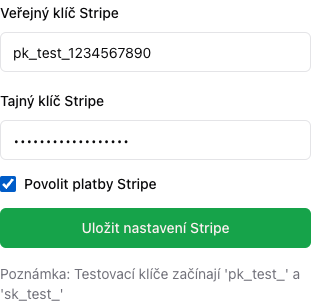 Veřejný klíč Stripe
pk_test_1234567890
Tajný klíč Stripe
••••••••••••••••••
Povolit platby Stripe
Uložit nastavení Stripe
Poznámka: Testovací klíče začínají 'pk_test_' a
'sk_test_'